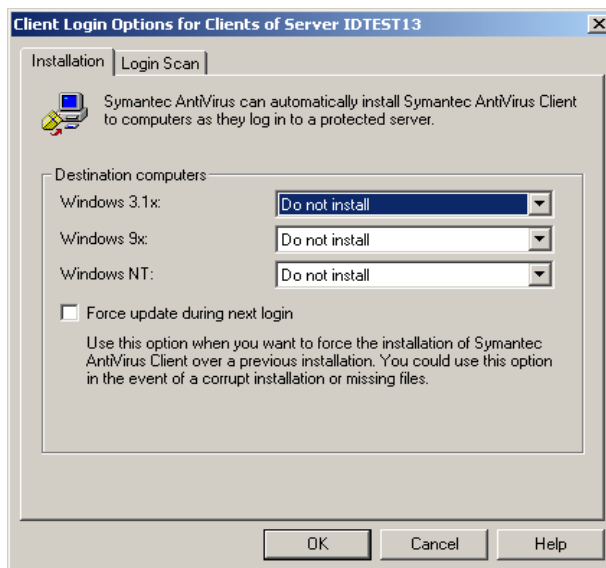 Client Login Options for Clients of Server IDTEST13
Installation Login Scan
Symantec AntiVirus can automatically install Symantec AntiVirus Client
to computers as they log in to a protected server.
Destination computers
Windows 3.1x: Do not install
Windows 9x: Do not install
Windows NT: Do not install
Force update during next login
Use this option when you want to force the installation of Symantec
AntiVirus Client over a previous installation. You could use this option
in the event of a corrupt installation or missing files.
OK Cancel Help